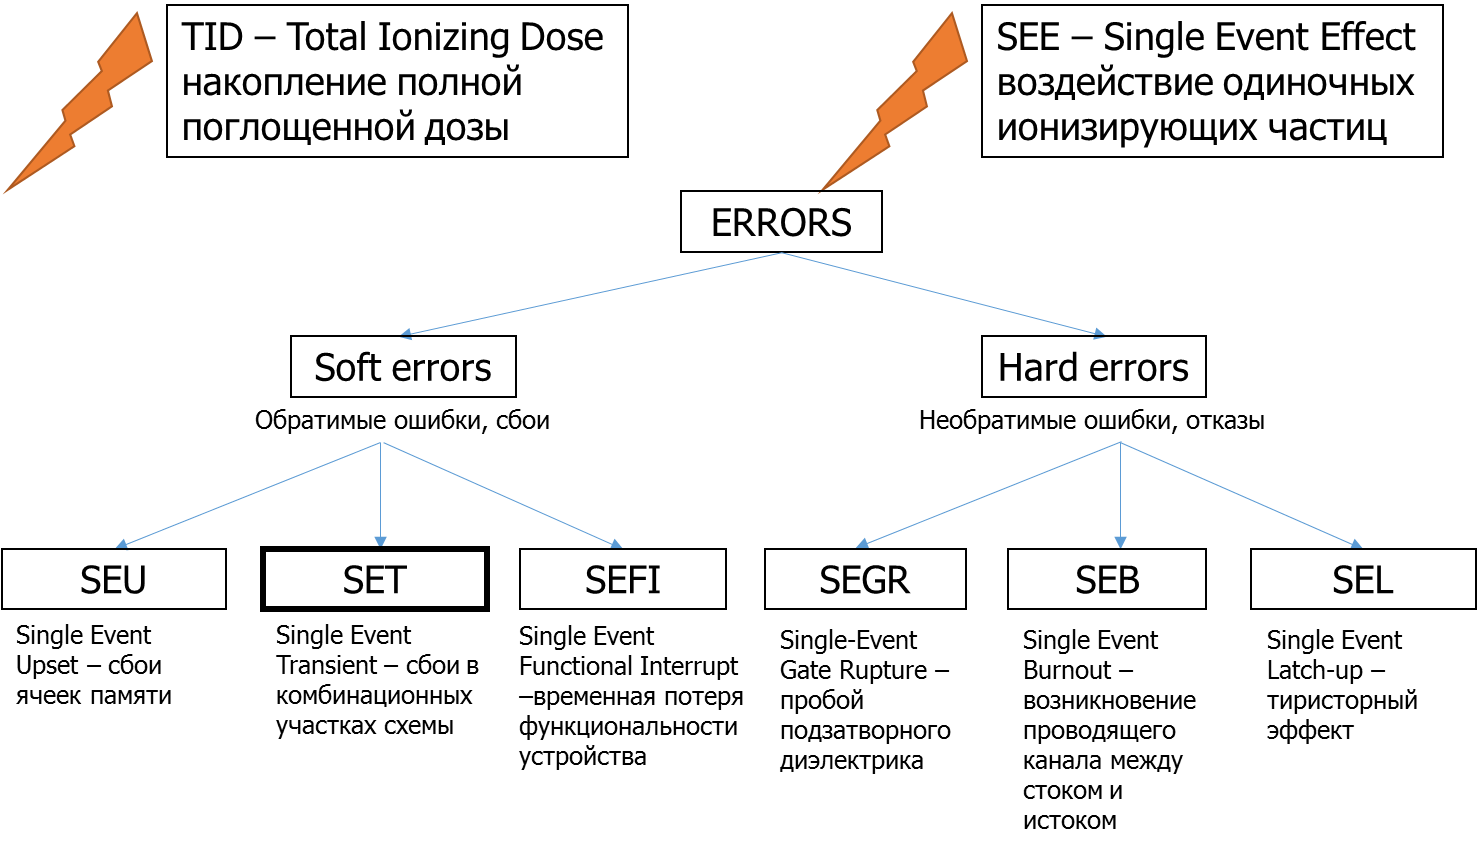 TID – Total Ionizing Dose
накопление полной
поглощенной дозы
SEE – Single Event Effect
воздействие одиночных
ионизирующих частиц
ERRORS
Soft errors
Обратимые ошибки, сбои
Hard errors
Необратимые ошибки, отказы
SEU
Single Event
Upset – сбои
ячеек памяти
SET
Single Event
Transient – сбои в
комбинационных
участках схемы
SEFI
Single Event
Functional Interrupt
–временная потеря
функциональности
устройства
SEGR
Single-Event
Gate Rupture –
пробой
подзатворного
диэлектрика
SEB
Single Event
Burnout –
возникновение
проводящего
канала между
стоком и
истоком
SEL
Single Event
Latch-up –
тиристорный
эффект